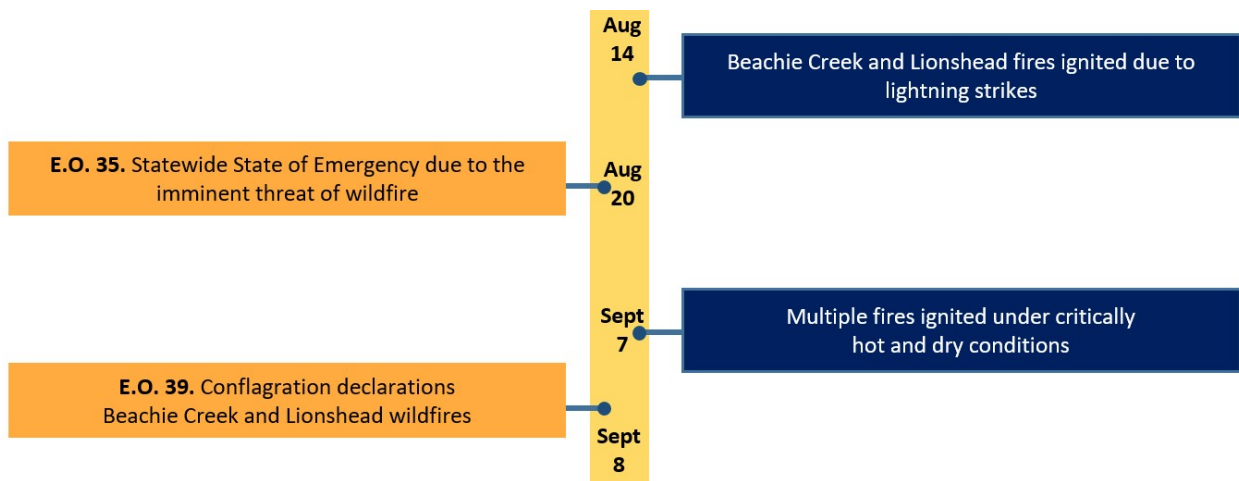 Aug
14
Beachie Creek and Lionshead fires ignited due to
lightning strikes
E.O. 35. Statewide State of Emergency due to the
imminent threat of wildfire
Aug
20
Sept
7
Multiple fires ignited under critically
hot and dry conditions
E.O. 39. Conflagration declarations
Beachie Creek and Lionshead wildfires
Sept
8